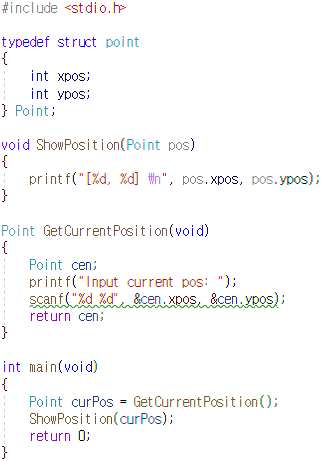 #include <stdio.h>
typedef struct point
{
int xpos;
int ypos;
} Point;
void ShowPosition(Point pos)
{
printf("[%d, %d] ₩n", pos.xpos, pos.ypos);
}
Point GetCurrentPosition(void)
{
Point cen;
printf("Input current pos: ");
scanf("%d %d", &cen.xpos, &cen.ypos);
return cen;
}
int main(void)
{
Point curPos = GetCurrentPosition();
ShowPosition(curPos);
return 0;
}